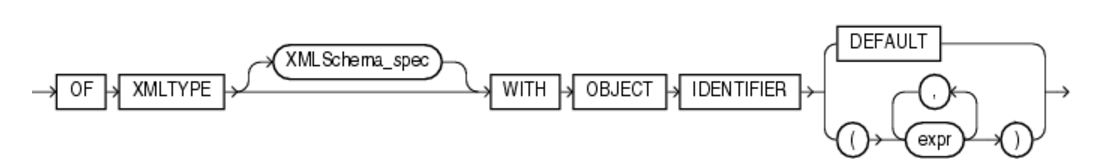 OF XMLTYPE XMLSchema_spec WITH OBJECT IDENTIFIER DEFAULT
( , expr )